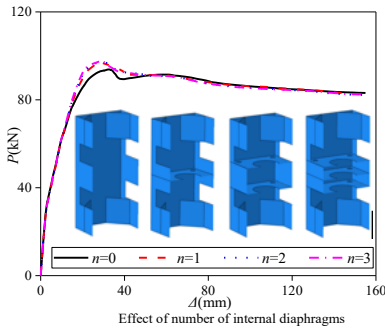 120
80
40
0
P(kN)
n=0 n=1 n=2 n=3
0 40 80 120 160
Δ(mm)
Effect of number of internal diaphragms